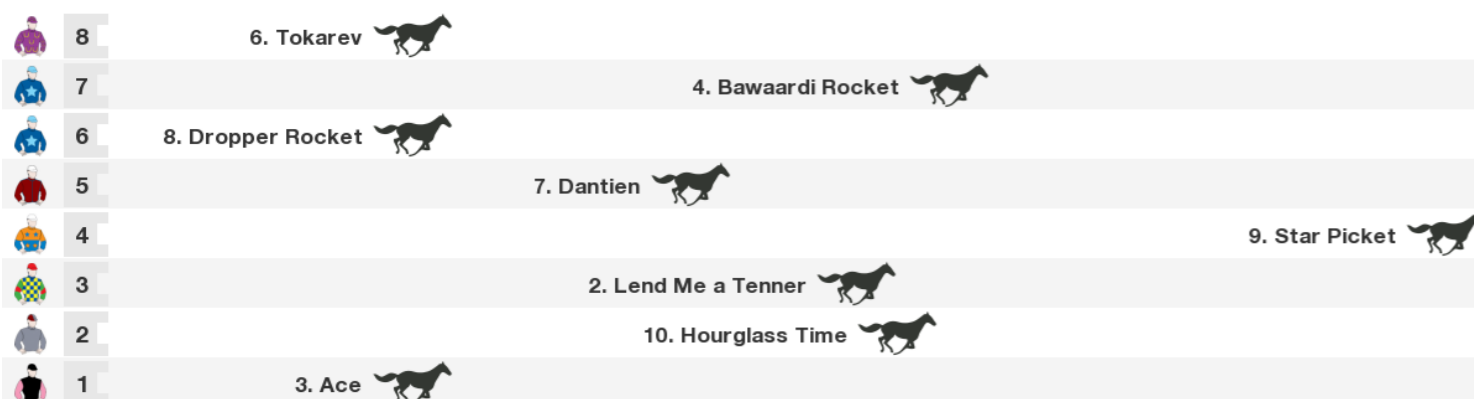 8 6. Tokarev
7 4. Bawaardi Rocket
6 8. Dropper Rocket
5 7. Dantien
4 9. Star Picket
3 2. Lend Me a Tenner
2 10. Hourglass Time
1 3. Ace